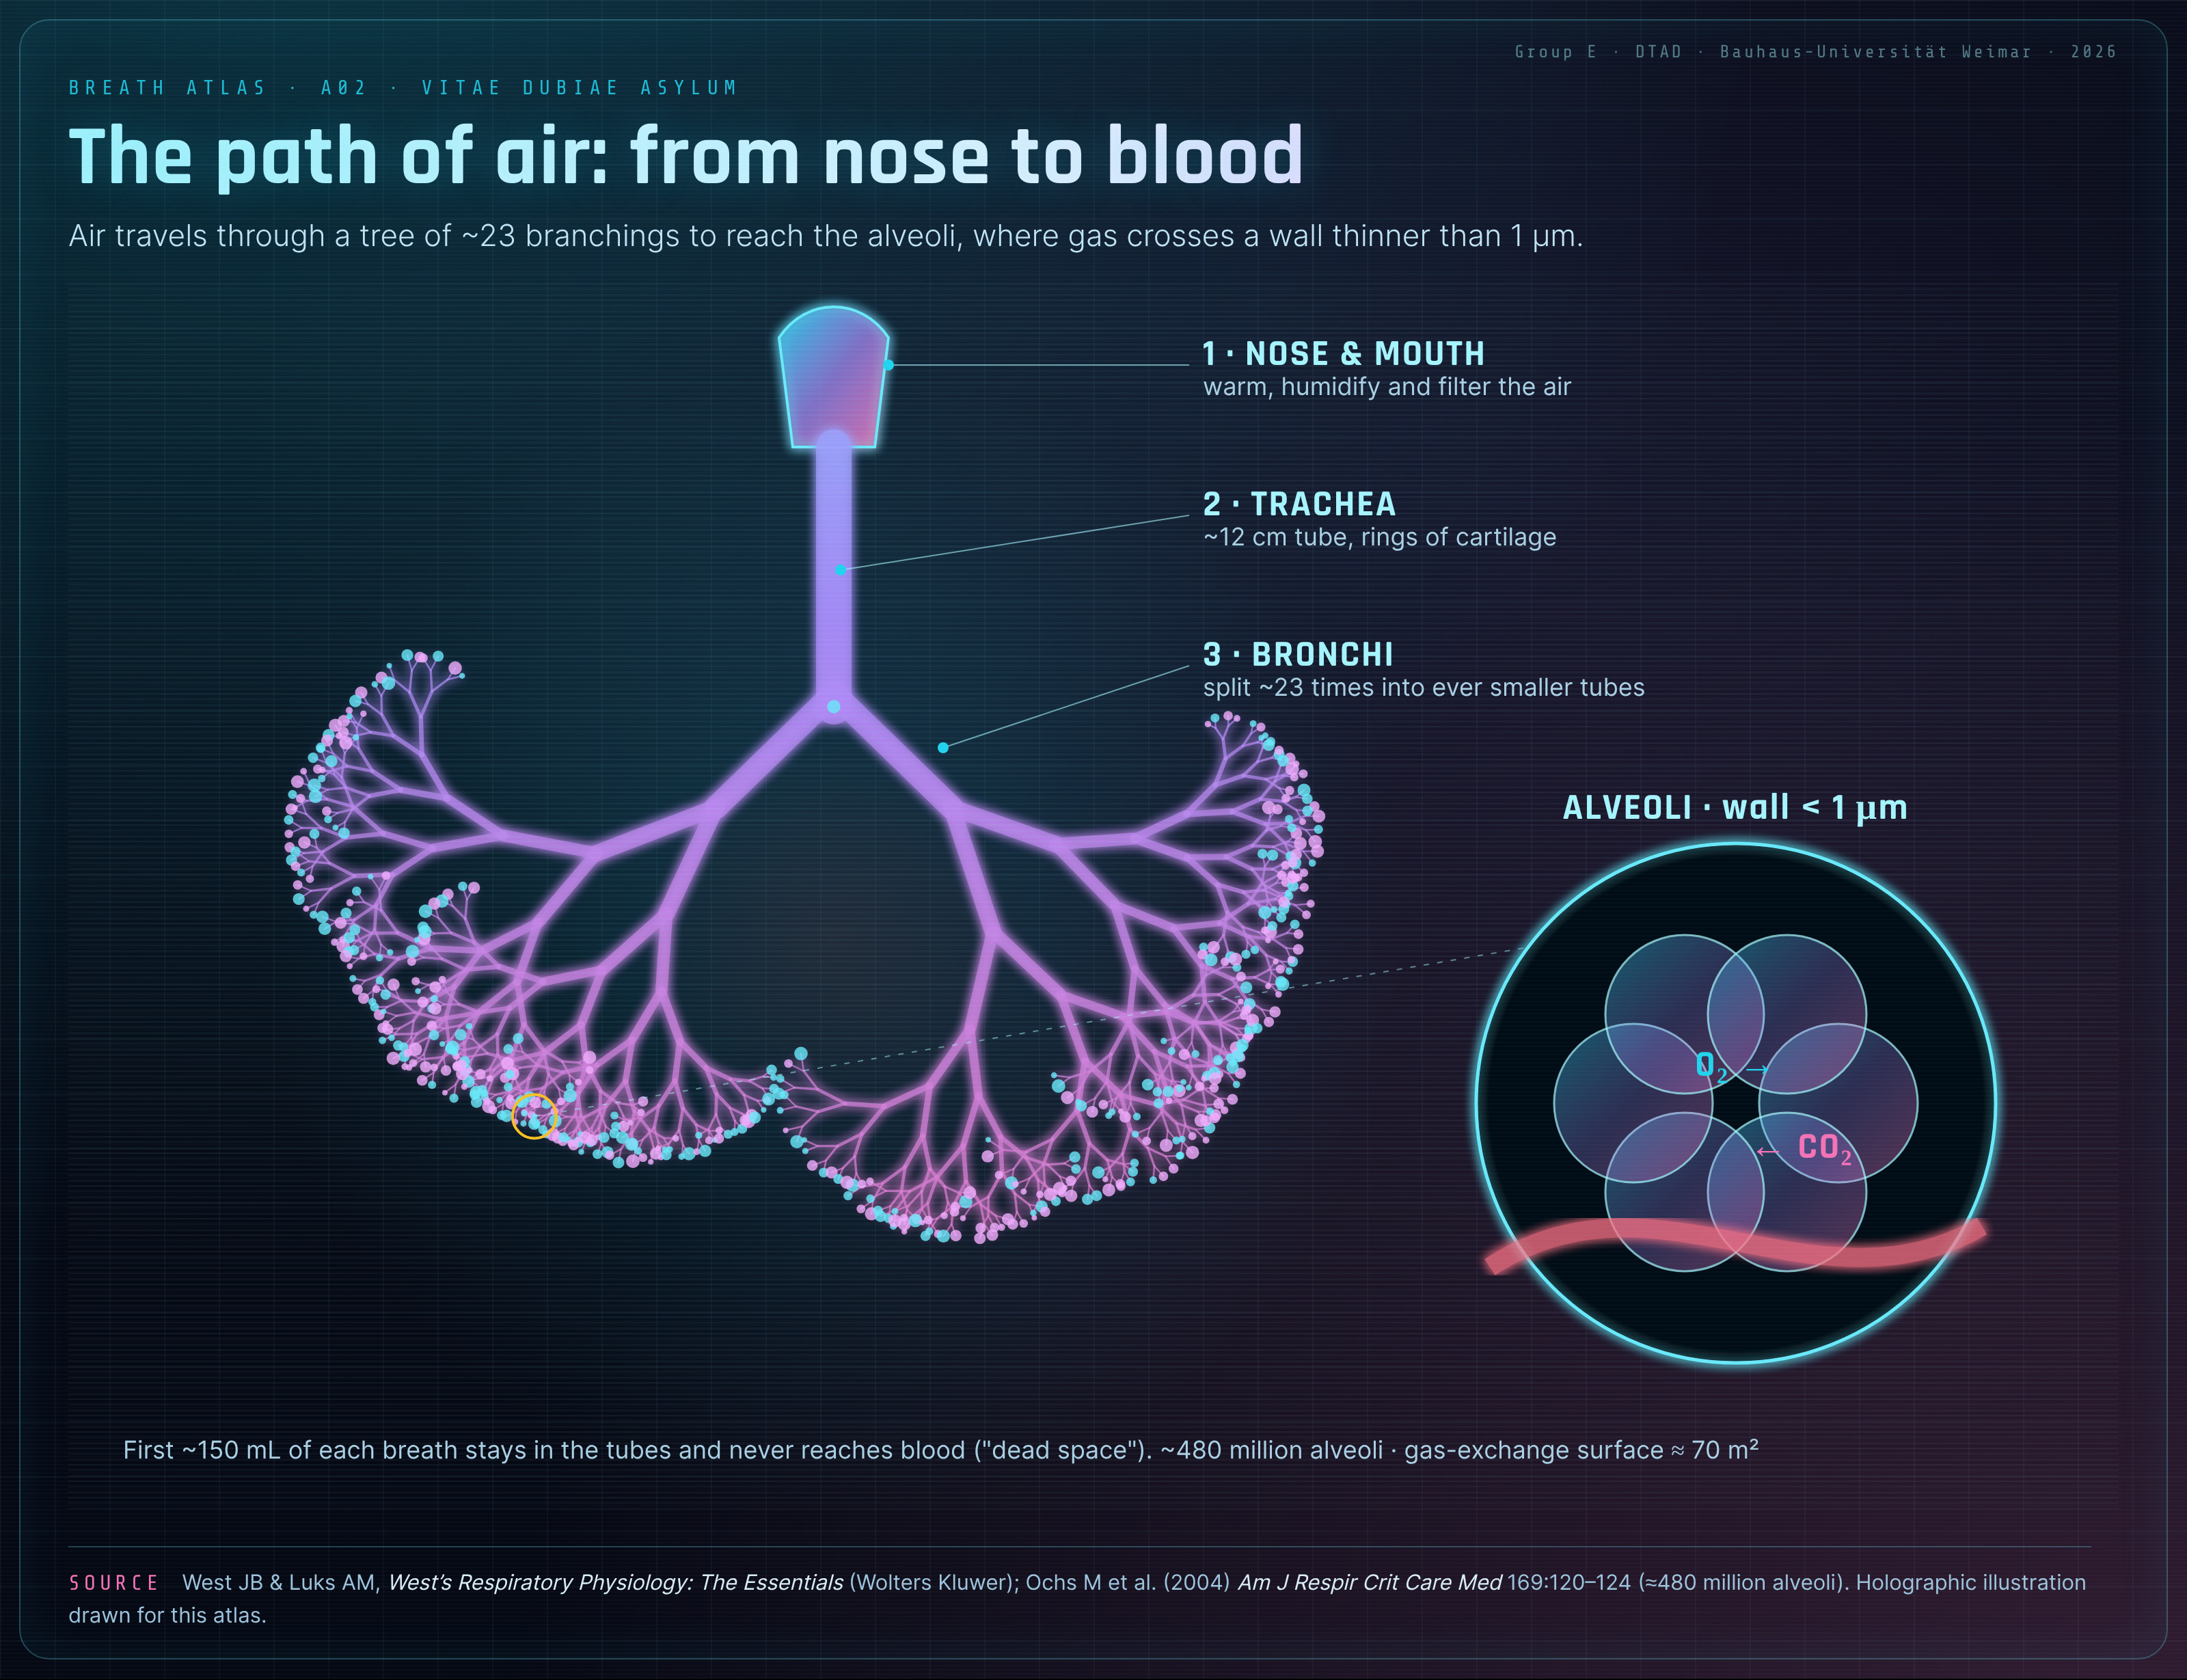 Group E · DTAD · Bauhaus-Universität Weimar · 2026
BREATH ATLAS · A02 · VITAE DUBIAE ASYLUM
The path of air: from nose to blood
Air travels through a tree of ~23 branchings to reach the alveoli, where gas crosses a wall thinner than 1 µm.
1 · NOSE & MOUTH
warm, humidify and filter the air
2 · TRACHEA
~12 cm tube, rings of cartilage
3 · BRONCHI
split ~23 times into ever smaller tubes
ALVEOLI · wall < 1 µm
O₂ →
← CO₂
First ~150 mL of each breath stays in the tubes and never reaches blood ("dead space"). ~480 million alveoli · gas-exchange surface ≈ 70 m²
SOURCE West JB & Luks AM, West’s Respiratory Physiology: The Essentials (Wolters Kluwer); Ochs M et al. (2004) Am J Respir Crit Care Med 169:120–124 (≈480 million alveoli). Holographic illustration
drawn for this atlas.